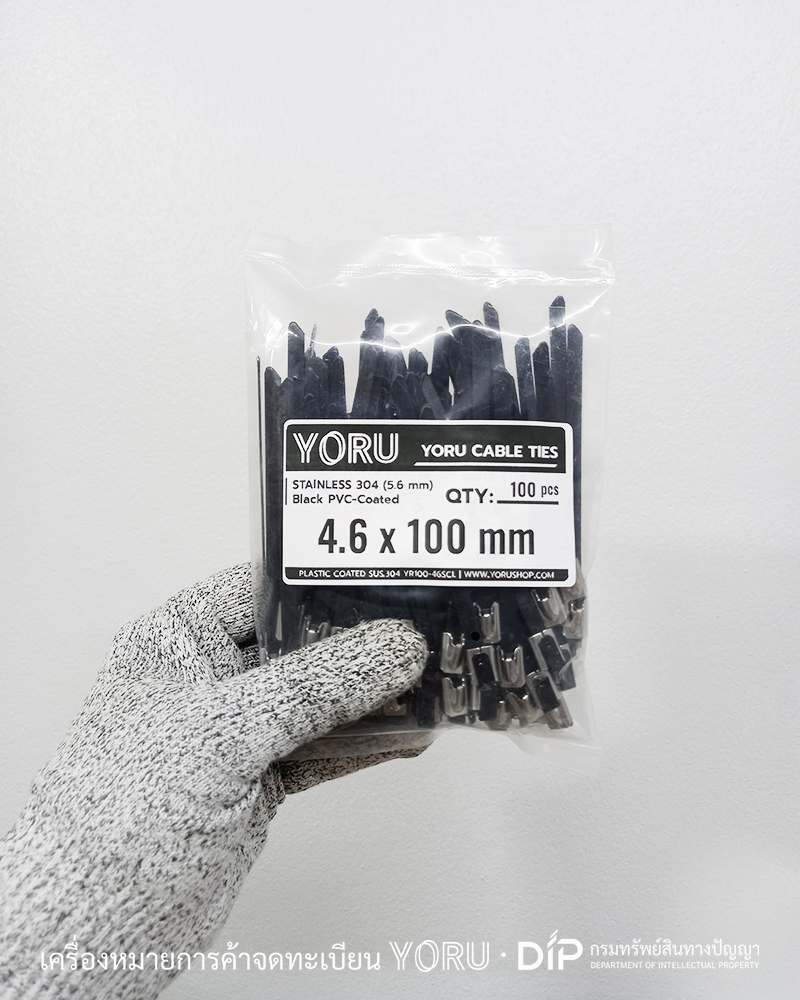 YORU YORU CABLE TIES
STAINLESS 304 (5.6 mm)
Black PVC-Coated
QTY: 100 pcs
4.6 x 100 mm
PLASTIC COATED SUS.304 YR100-46SCL | WWW.YORUSHOP.COM
เครื่องหมายการค้าจดทะเบียน YORU · DIP กรมทรัพย์สินทางปัญญา
DEPARTMENT OF INTELLECTUAL PROPERTY